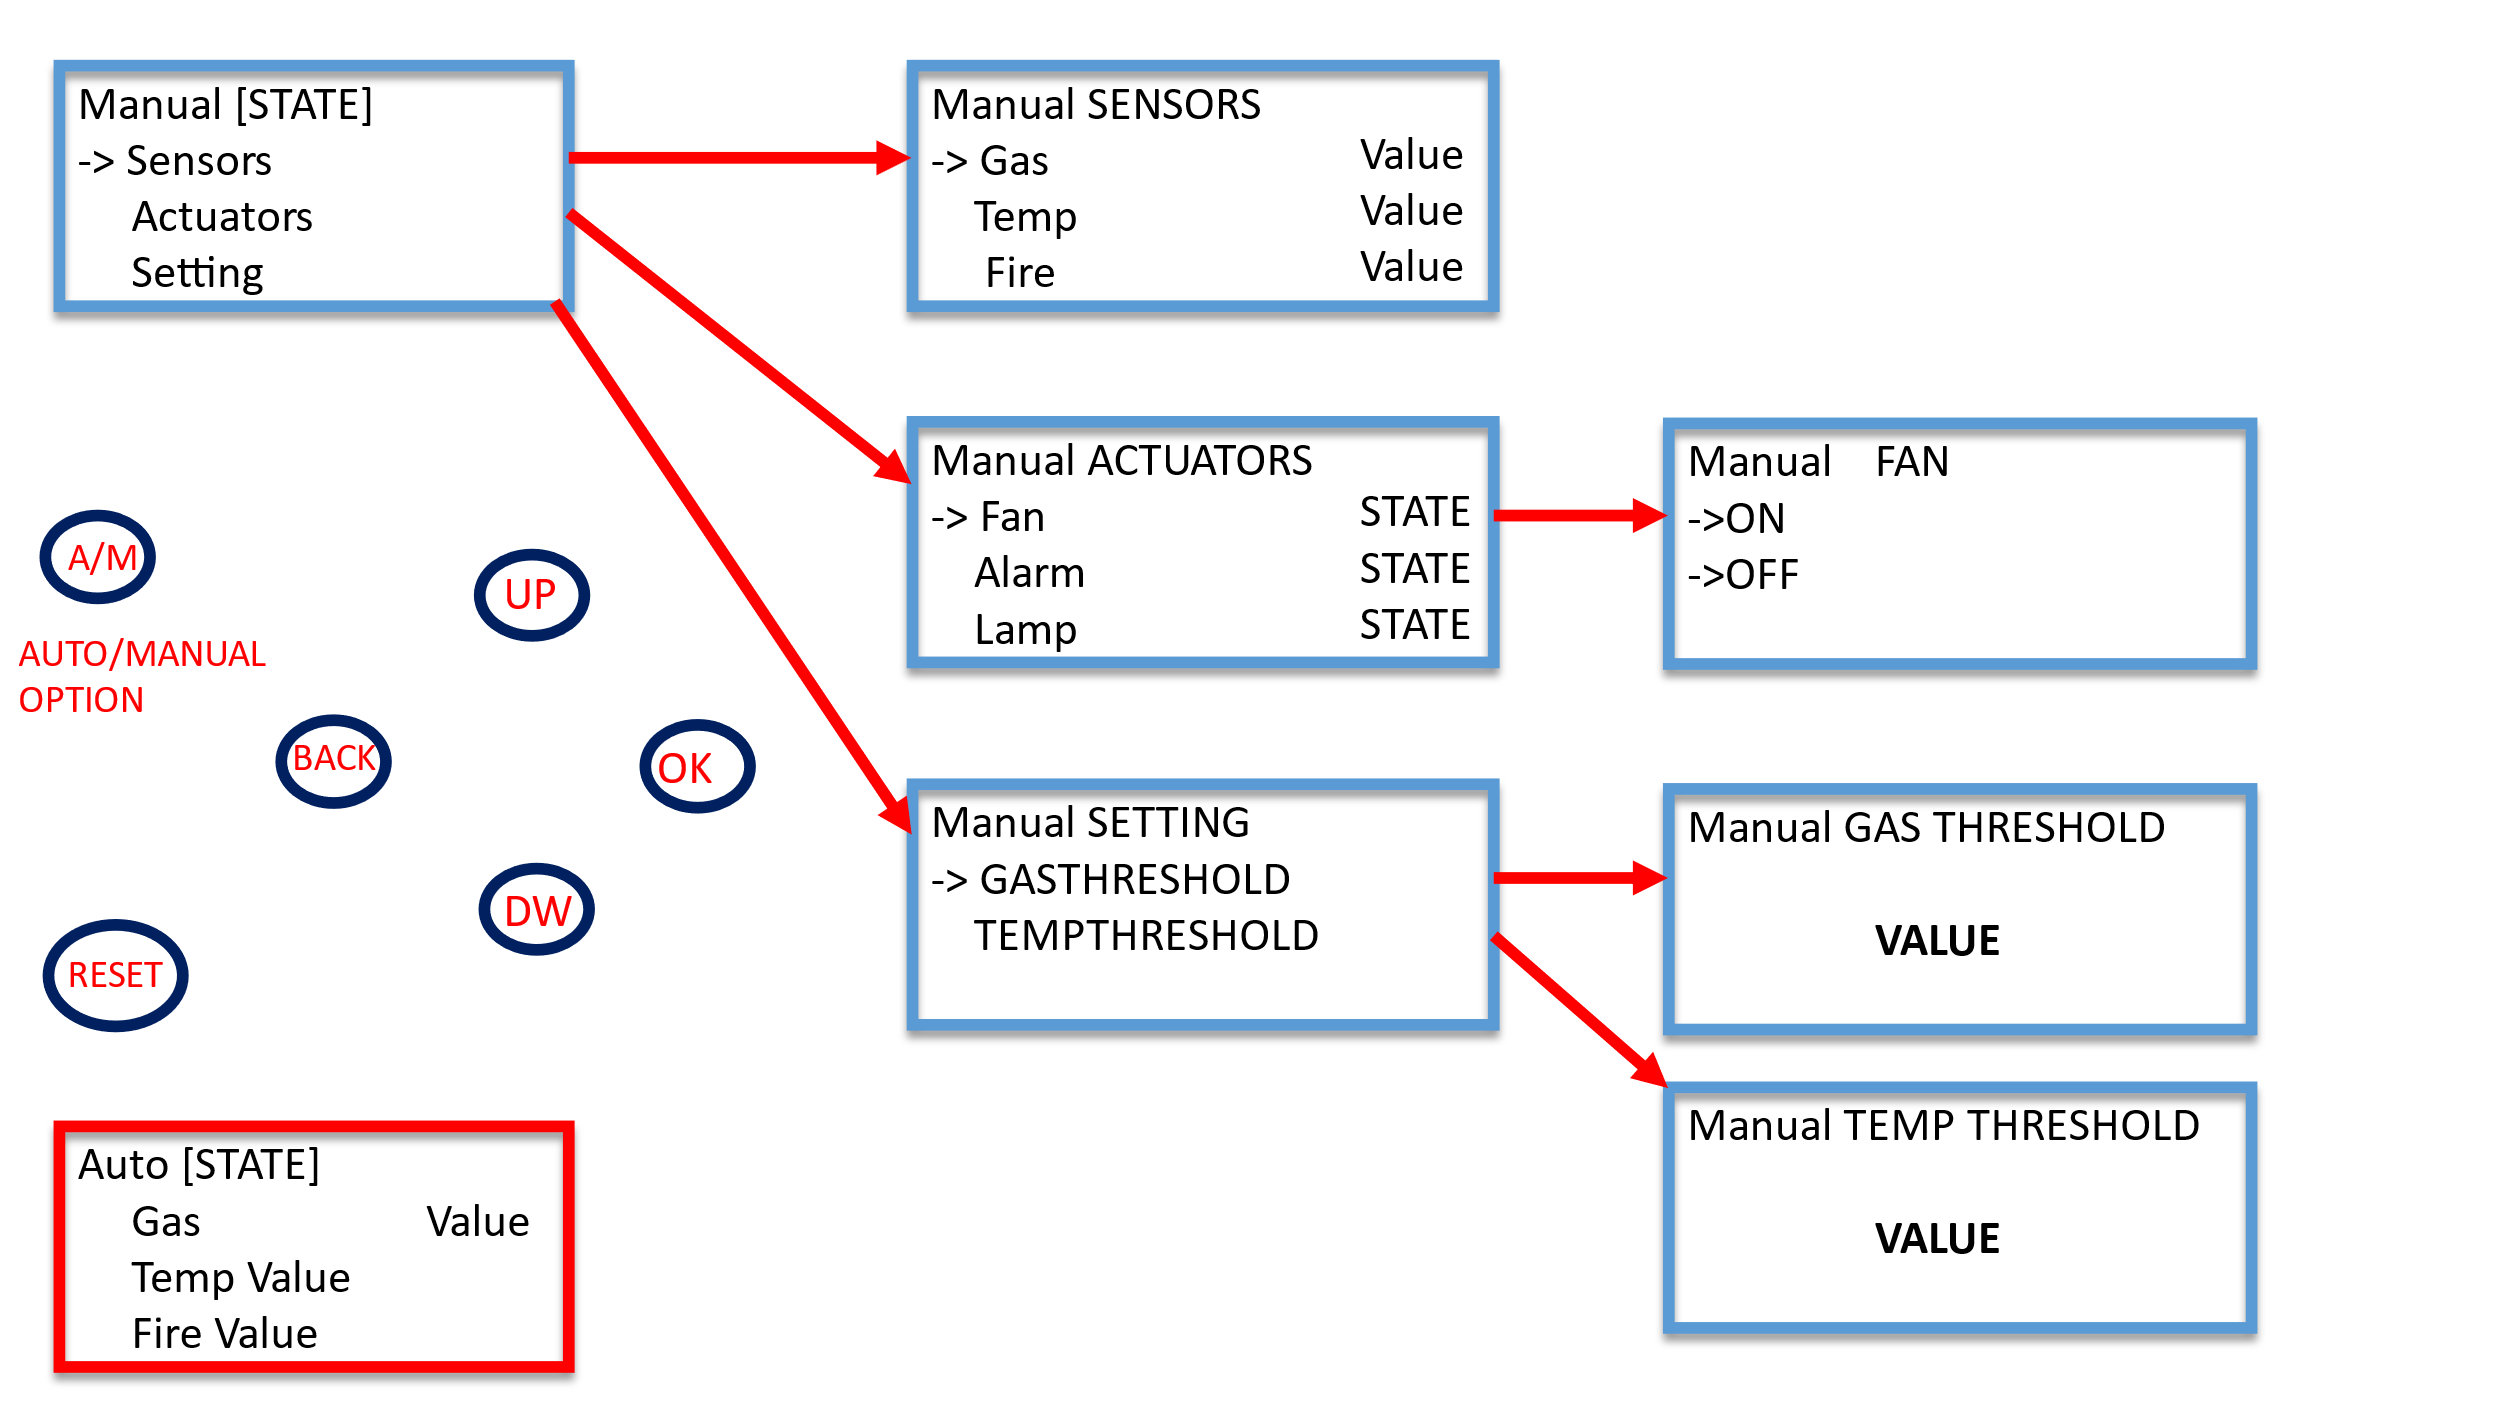 Manual [STATE]
-> Sensors
Actuators
Setting
Manual SENSORS
-> Gas Value
Temp Value
Fire Value
Manual ACTUATORS
-> Fan STATE
Alarm STATE
Lamp STATE
Manual FAN
->ON
->OFF
A/M
AUTO/MANUAL
OPTION
UP
BACK
OK
DW
RESET
Manual SETTING
-> GASTHRESHOLD
TEMPTHRESHOLD
Manual GAS THRESHOLD
VALUE
Manual TEMP THRESHOLD
VALUE
Auto [STATE]
Gas Value
Temp Value
Fire Value